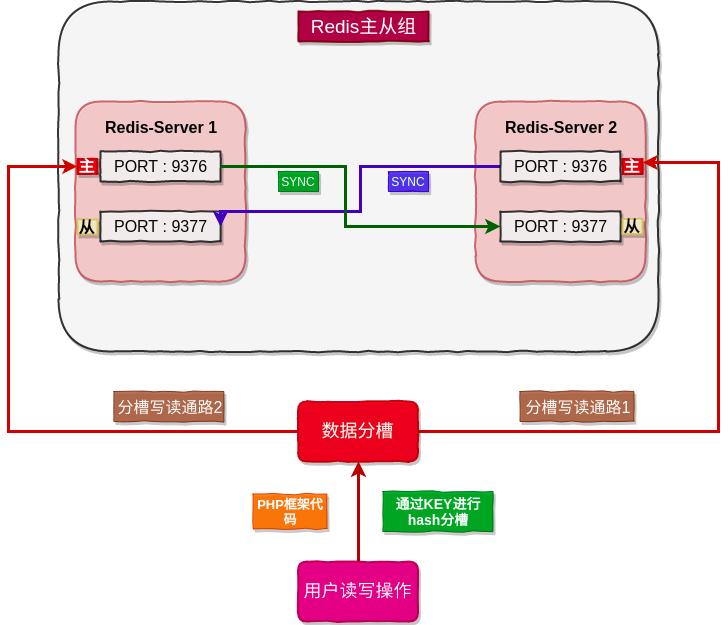 Redis主从组
Redis-Server 1
Redis-Server 2
主
PORT : 9376
PORT : 9376
主
SYNC
SYNC
从
PORT : 9377
PORT : 9377
从
分槽写读通路2
分槽写读通路1
数据分槽
PHP框架代
码
通过KEY进行
hash分槽
用户读写操作